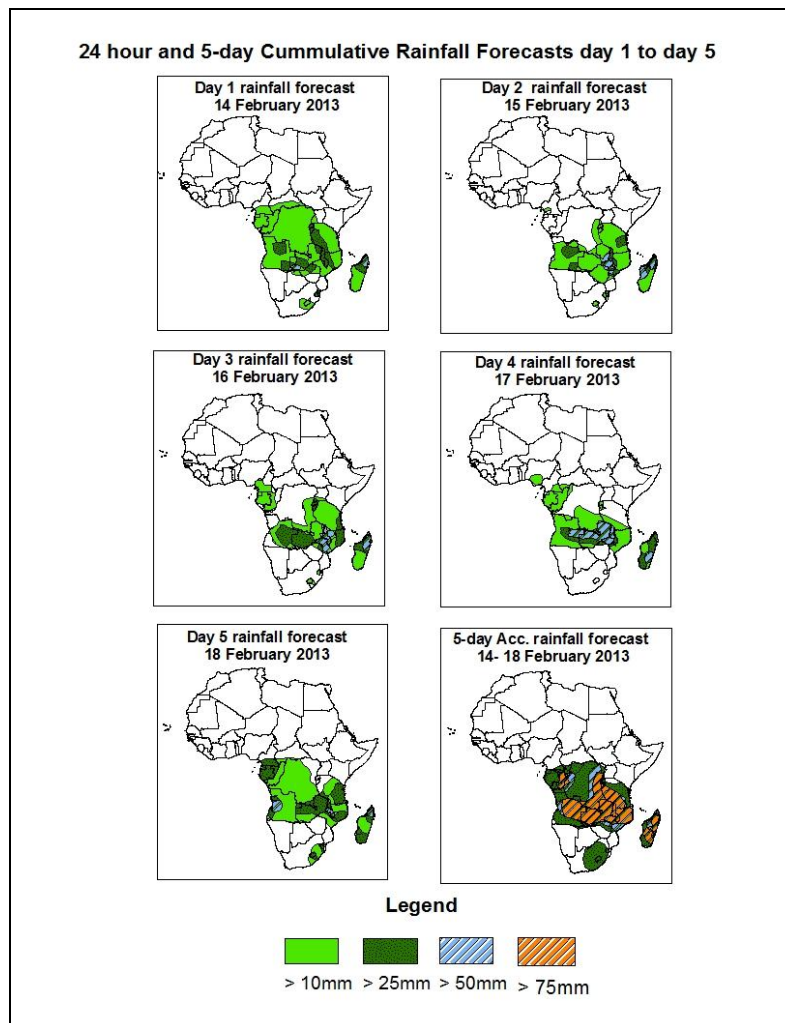 24 hour and 5-day Cummulative Rainfall Forecasts day 1 to day 5
Day 1 rainfall forecast
14 February 2013
Day 2 rainfall forecast
15 February 2013
Day 3 rainfall forecast
16 February 2013
Day 4 rainfall forecast
17 February 2013
Day 5 rainfall forecast
18 February 2013
5-day Acc. rainfall forecast
14- 18 February 2013
Legend
> 10mm > 25mm > 50mm > 75mm